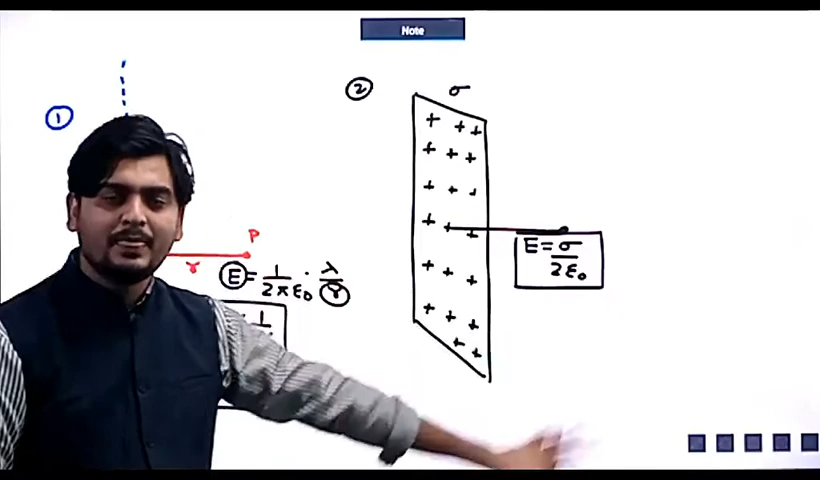 Note
①
P
r
E = 1/2πε₀ · λ/r
②
σ
+ + +
+ + +
+ +
+ + +
+ + +
+ + +
+ +
E = σ/2ε₀